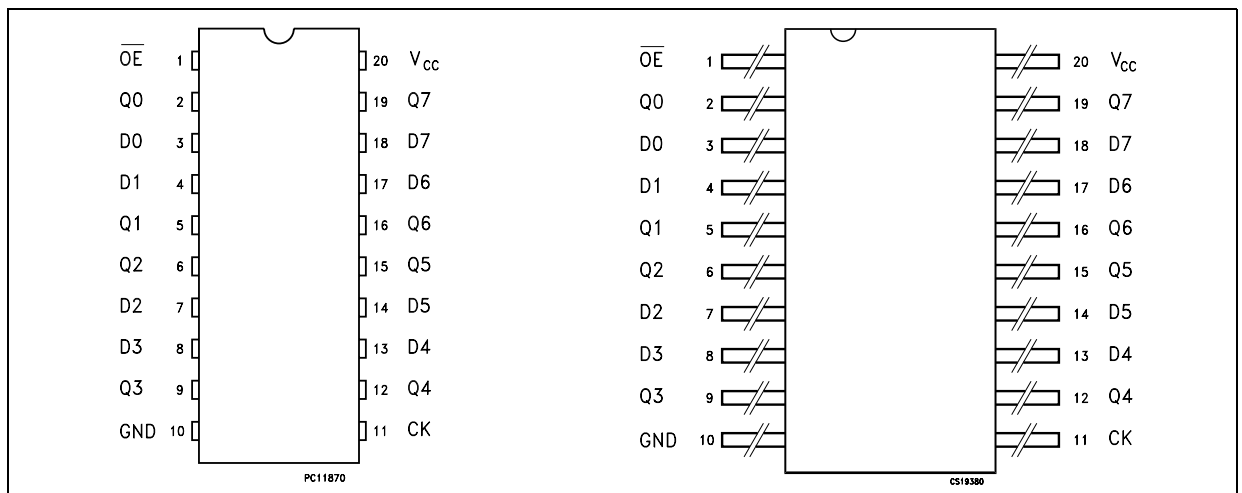 OE 1 20 VCC
Q0 2 19 Q7
D0 3 18 D7
D1 4 17 D6
Q1 5 16 Q6
Q2 6 15 Q5
D2 7 14 D5
D3 8 13 D4
Q3 9 12 Q4
GND 10 11 CK
PC11870
OE 1 20 VCC
Q0 2 19 Q7
D0 3 18 D7
D1 4 17 D6
Q1 5 16 Q6
Q2 6 15 Q5
D2 7 14 D5
D3 8 13 D4
Q3 9 12 Q4
GND 10 11 CK
CS19380